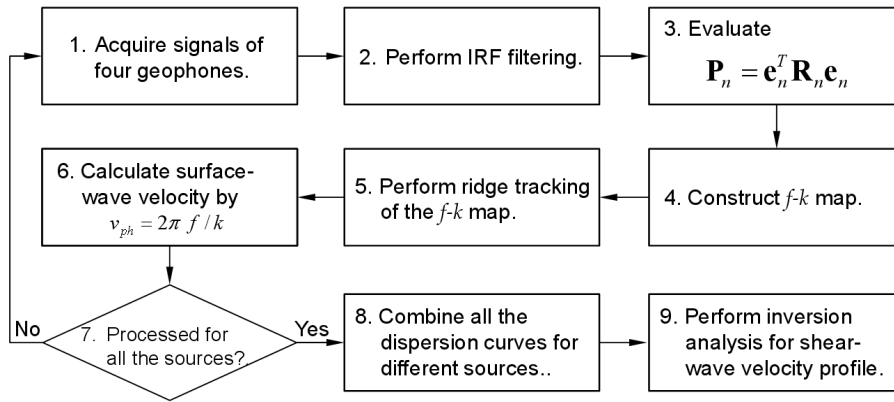 1. Acquire signals of
four geophones.
2. Perform IRF filtering.
3. Evaluate
P_n = e_n^T R_n e_n
4. Construct f-k map.
5. Perform ridge tracking
of the f-k map.
6. Calculate surface-
wave velocity by
v_ph = 2π f / k
7. Processed for
all the sources?.
No
Yes
8. Combine all the
dispersion curves for
different sources..
9. Perform inversion
analysis for shear-
wave velocity profile.